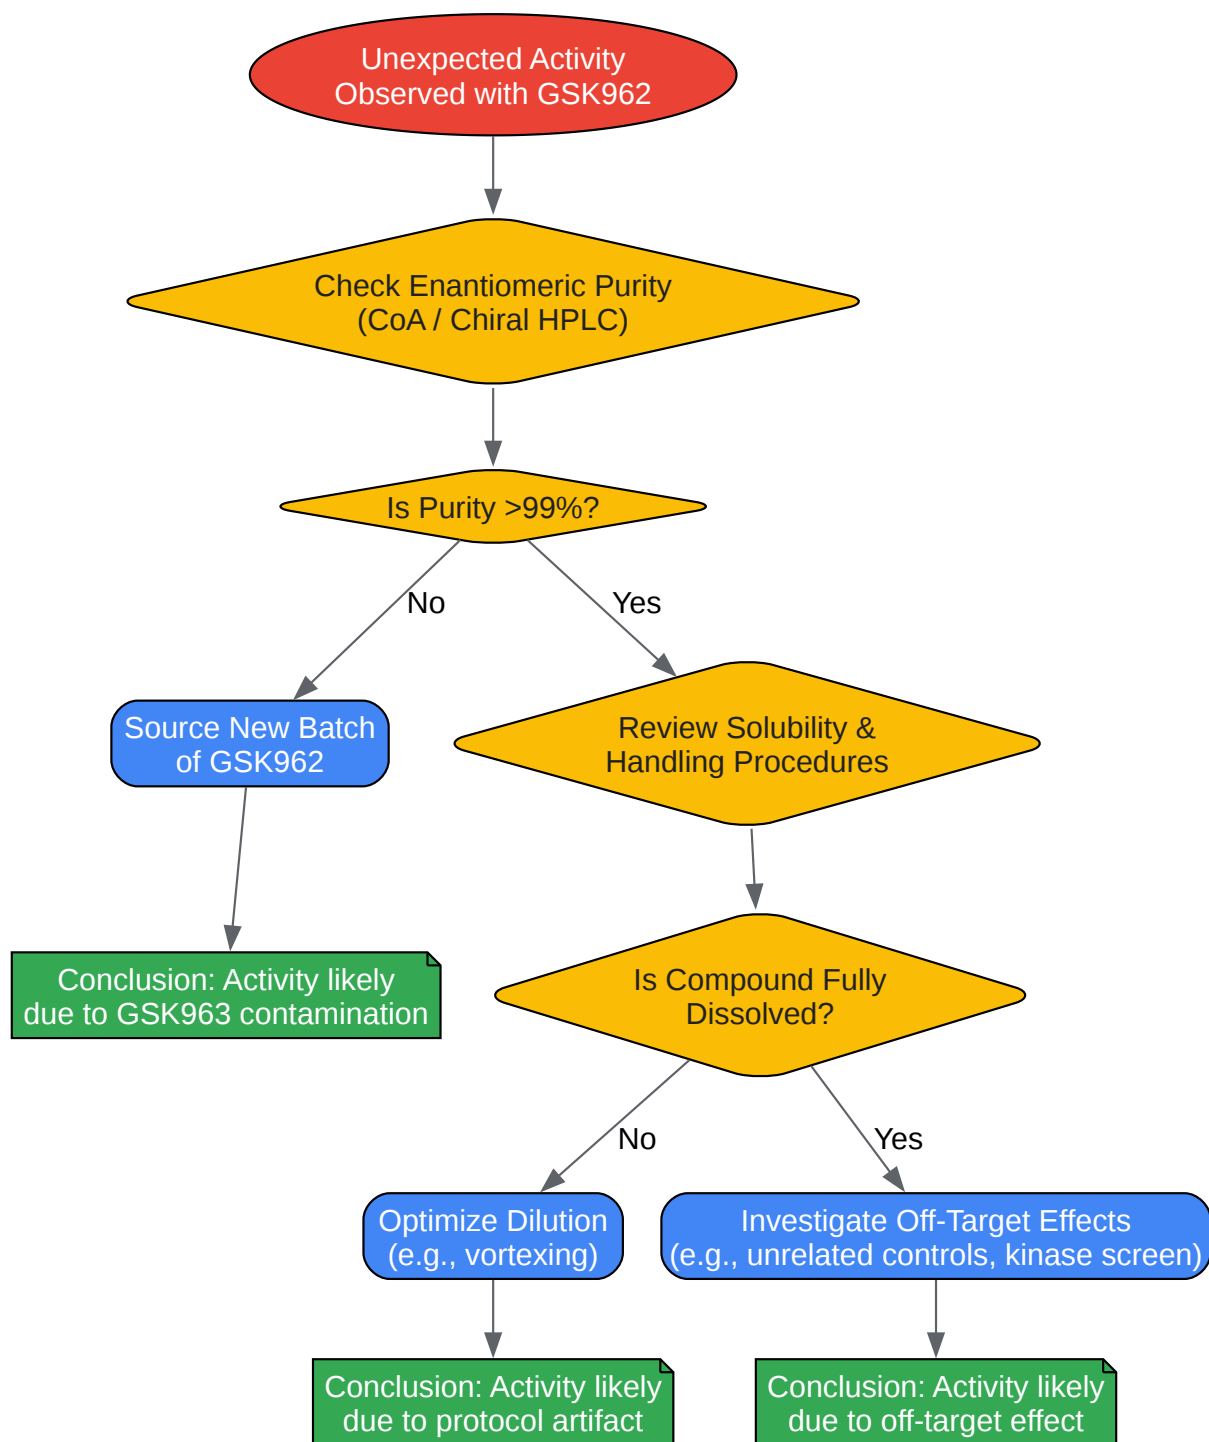 Unexpected Activity
Observed with GSK962
Check Enantiomeric Purity
(CoA / Chiral HPLC)
Is Purity >99%?
No
Yes
Source New Batch
of GSK962
Review Solubility &
Handling Procedures
Conclusion: Activity likely
due to GSK963 contamination
Is Compound Fully
Dissolved?
No
Yes
Optimize Dilution
(e.g., vortexing)
Investigate Off-Target Effects
(e.g., unrelated controls, kinase screen)
Conclusion: Activity likely
due to protocol artifact
Conclusion: Activity likely
due to off-target effect